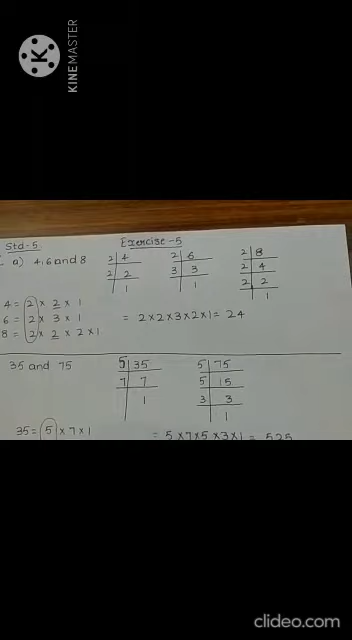 KINEMASTER
Std-5
Exercise-5
a) 4,6 and 8
2 4
2 2
1
2 6
3 3
1
2 8
2 4
2 2
1
4 = 2 × 2 × 1
6 = 2 × 3 × 1
8 = 2 × 2 × 2 × 1
= 2×2×3×2×1= 24
35 and 75
5 35
7 7
1
5 75
5 15
3 3
1
35 = 5 × 7 × 1
= 5 × 7 × 5 × 3 × 1 = 525
clideo.com